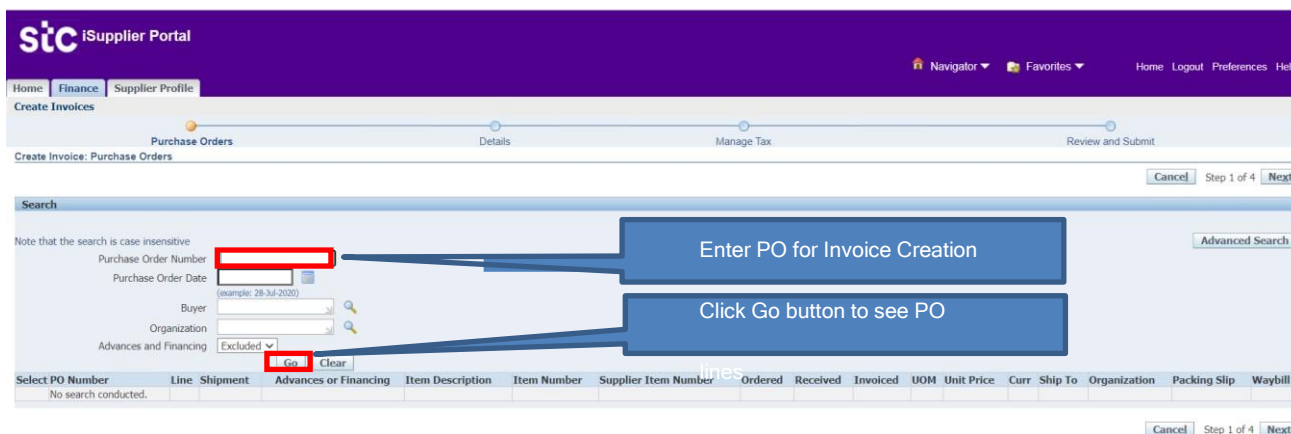 stc iSupplier Portal
Navigator Favorites Home Logout Preferences Hel
Home Finance Supplier Profile
Create Invoices
Purchase Orders Details Manage Tax Review and Submit
Create Invoice: Purchase Orders
Cancel Step 1 of 4 Next
Search
Note that the search is case insensitive
Advanced Search
Purchase Order Number
Enter PO for Invoice Creation
Purchase Order Date
(example: 28-Jul-2020)
Buyer
Click Go button to see PO
lines
Organization
Advances and Financing Excluded
Go Clear
Select PO Number Line Shipment Advances or Financing Item Description Item Number Supplier Item Number Ordered Received Invoiced UOM Unit Price Curr Ship To Organization Packing Slip Waybill
No search conducted.
Cancel Step 1 of 4 Next